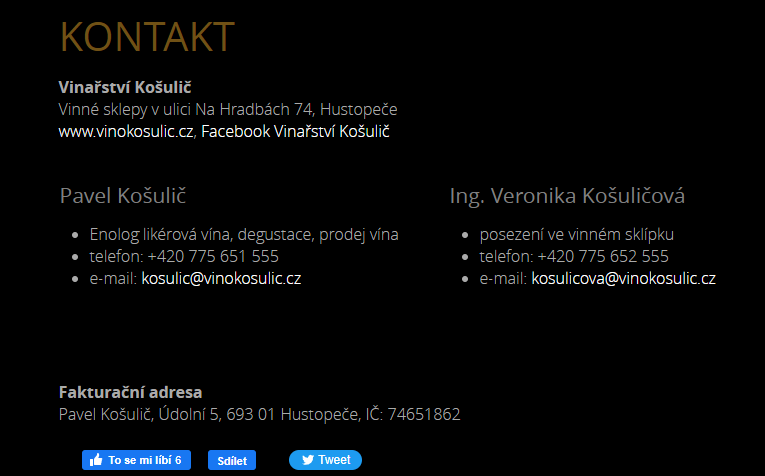 KONTAKT
Vinařství Košulič
Vinné sklepy v ulici Na Hradbách 74, Hustopeče
www.vinokosulic.cz, Facebook Vinařství Košulič
Pavel Košulič
Enolog likérová vína, degustace, prodej vína
telefon: +420 775 651 555
e-mail: kosulic@vinokosulic.cz
Ing. Veronika Košuličová
posezení ve vinném sklípku
telefon: +420 775 652 555
e-mail: kosulicova@vinokosulic.cz
Fakturační adresa
Pavel Košulič, Údolní 5, 693 01 Hustopeče, IČ: 74651862
To se mi líbí 6 Sdílet Tweet